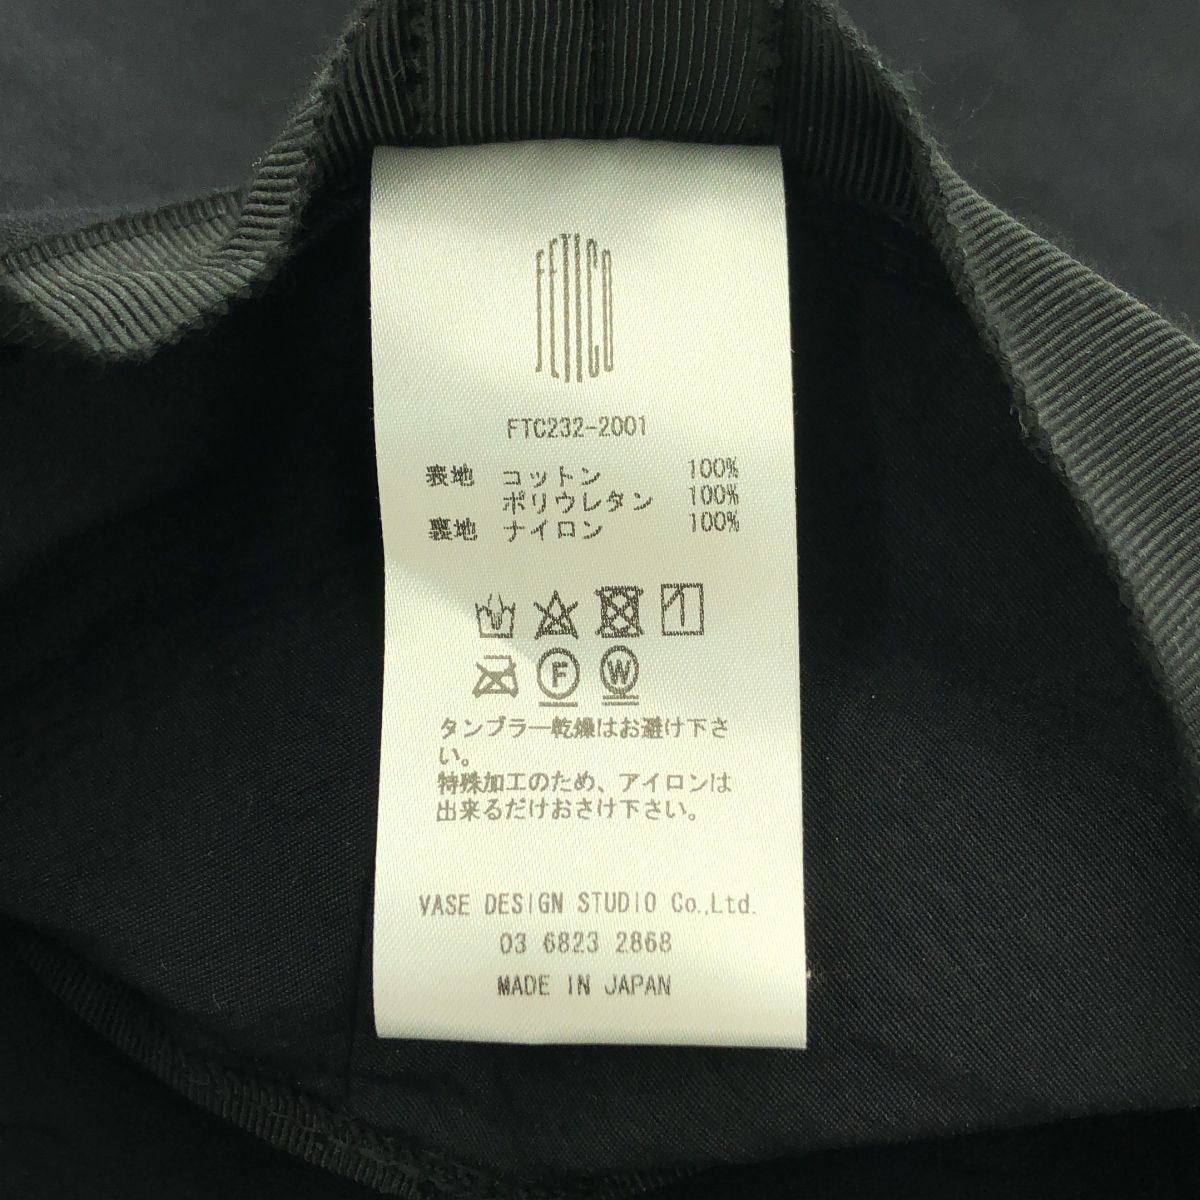 FETICO
FTC232-2001
表地 コットン 100%
ポリウレタン 100%
裏地 ナイロン 100%
F W
タンブラー乾燥はお避け下さ
い。
特殊加工のため、アイロンは
出来るだけおさけ下さい。
VASE DESIGN STUDIO Co.,Ltd.
03 6823 2868
MADE IN JAPAN